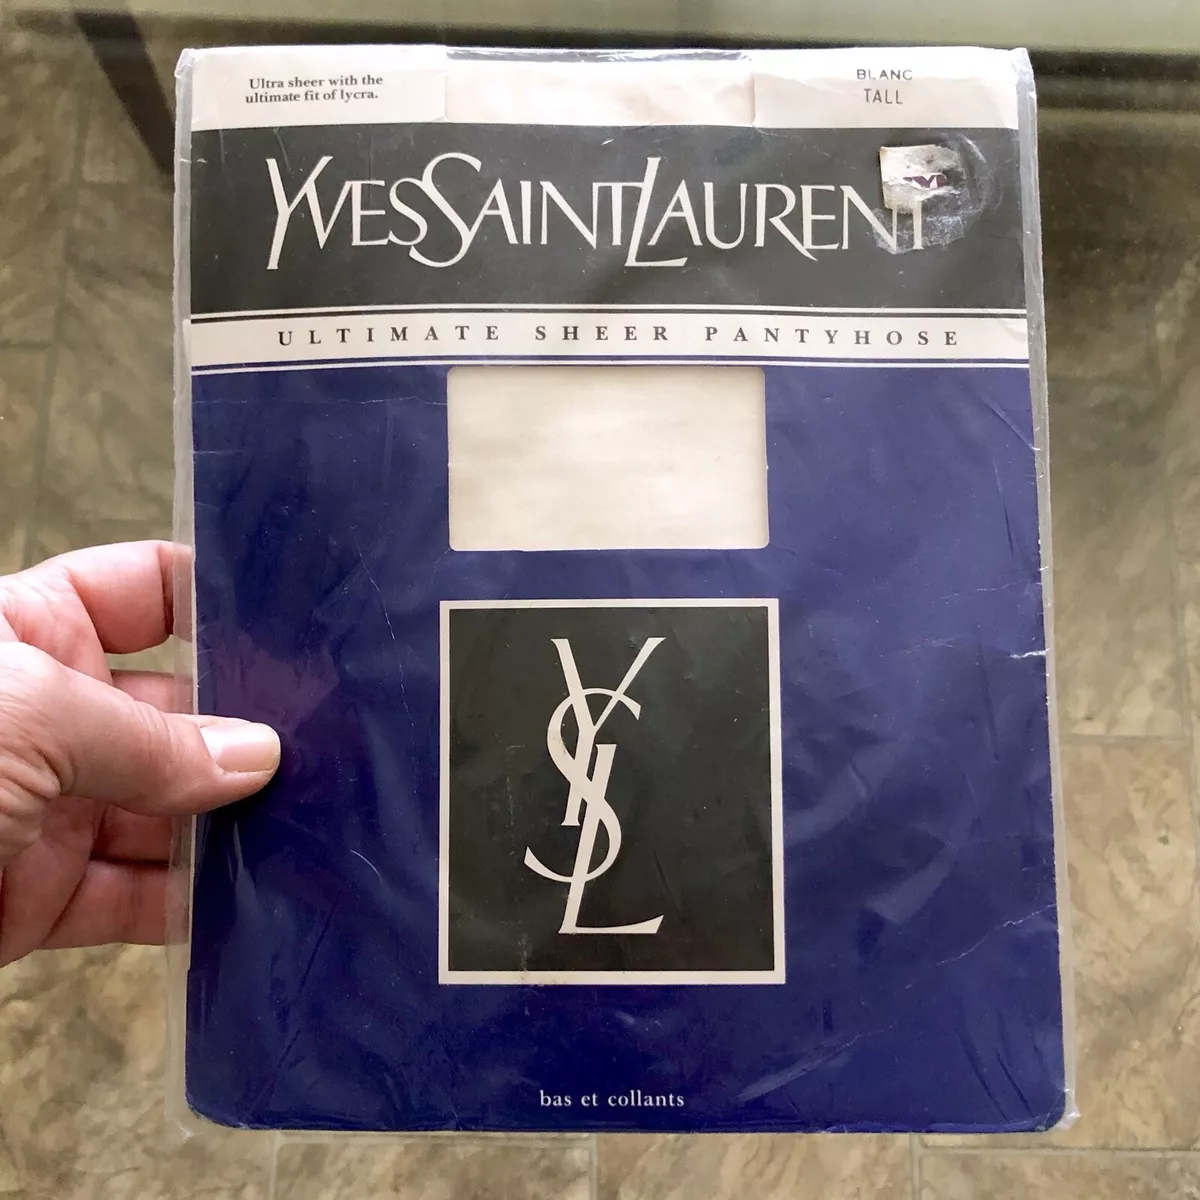 Ultra sheer with the
ultimate fit of lycra.
BLANC
TALL
YVESSAINTLAURENT
ULTIMATE SHEER PANTYHOSE
YSL
bas et collants